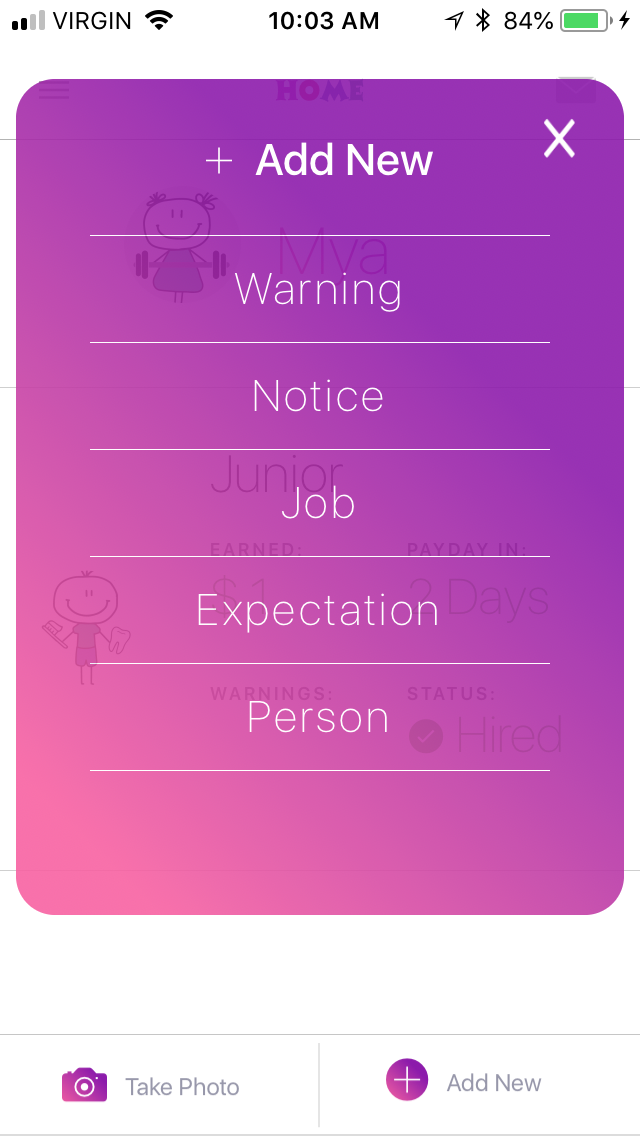 VIRGIN 10:03 AM 84%
HOME
+ Add New X
Mya
Warning
Notice
Junior
Job
EARNED: PAYDAY IN:
$ 1 2 Days
Expectation
WARNINGS: STATUS:
Person
Hired
Take Photo Add New